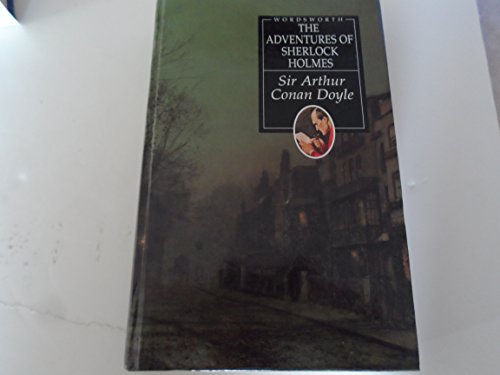 WORDSWORTH
THE
ADVENTURES OF
SHERLOCK
HOLMES
Sir Arthur
Conan Doyle